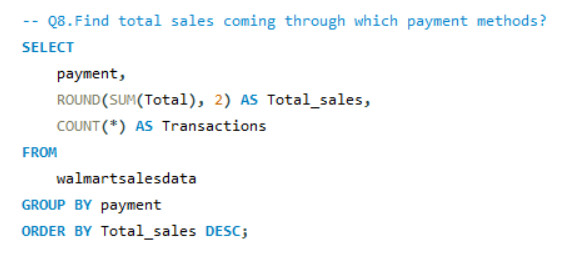 -- Q8.Find total sales coming through which payment methods?
SELECT
    payment,
    ROUND(SUM(Total), 2) AS Total_sales,
    COUNT(*) AS Transactions
FROM
    walmartsalesdata
GROUP BY payment
ORDER BY Total_sales DESC;